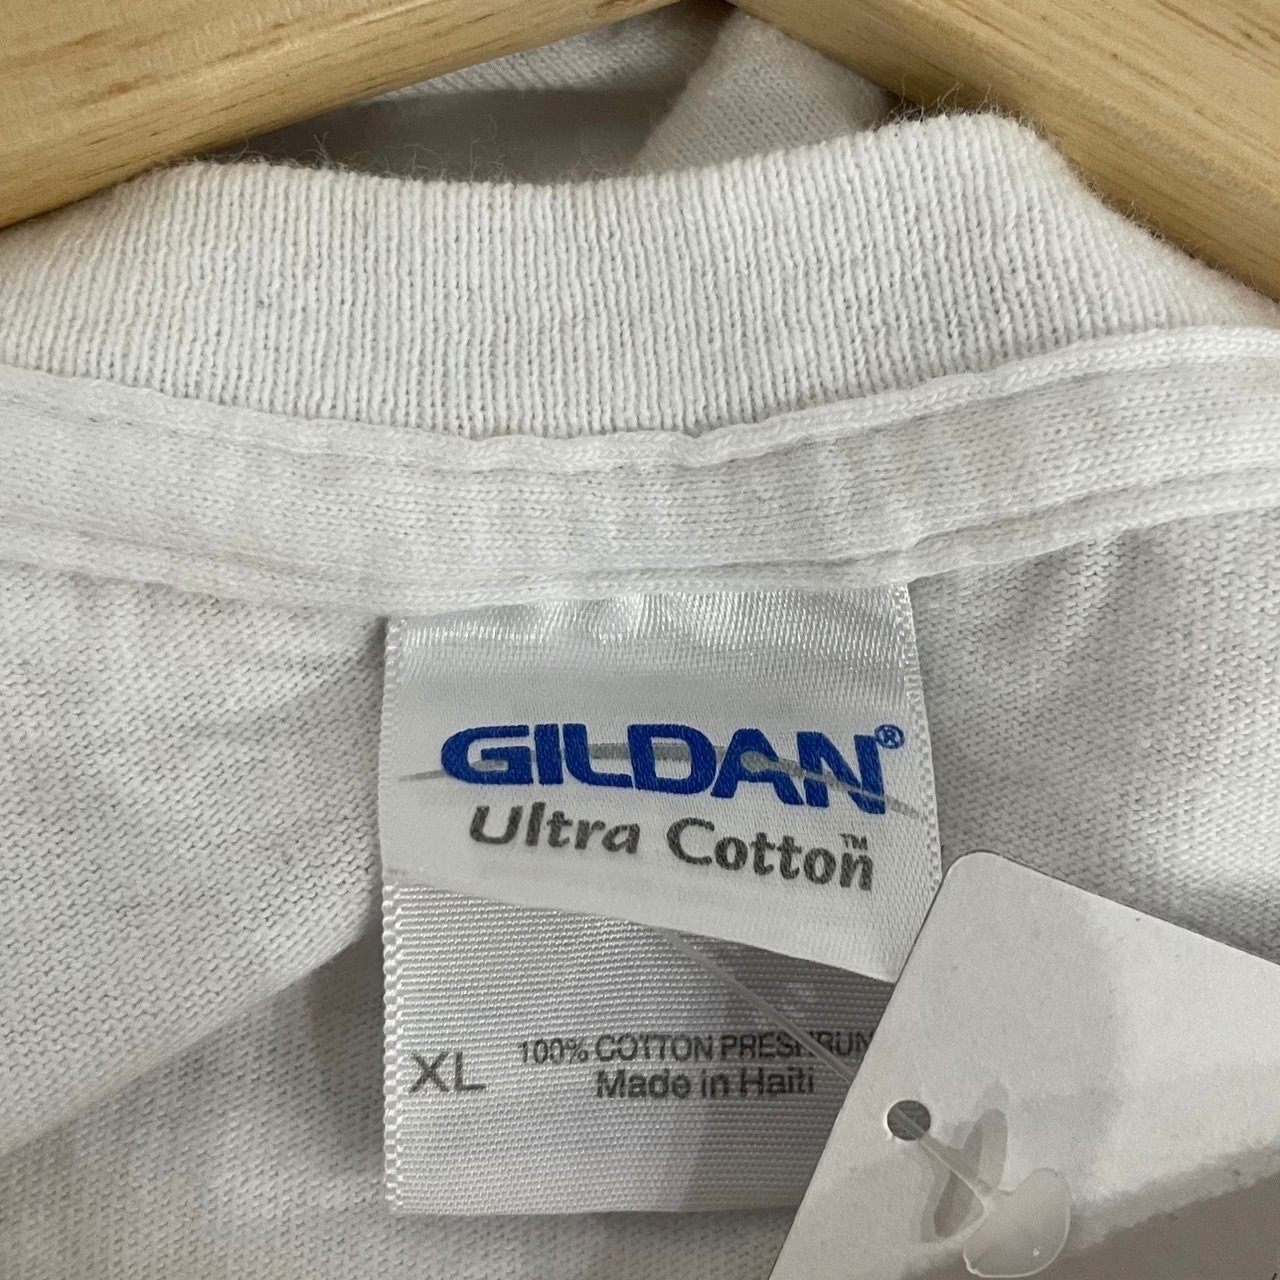 GILDAN®
Ultra Cotton™
XL
100% COTTON PRESHRUN
Made in Haiti